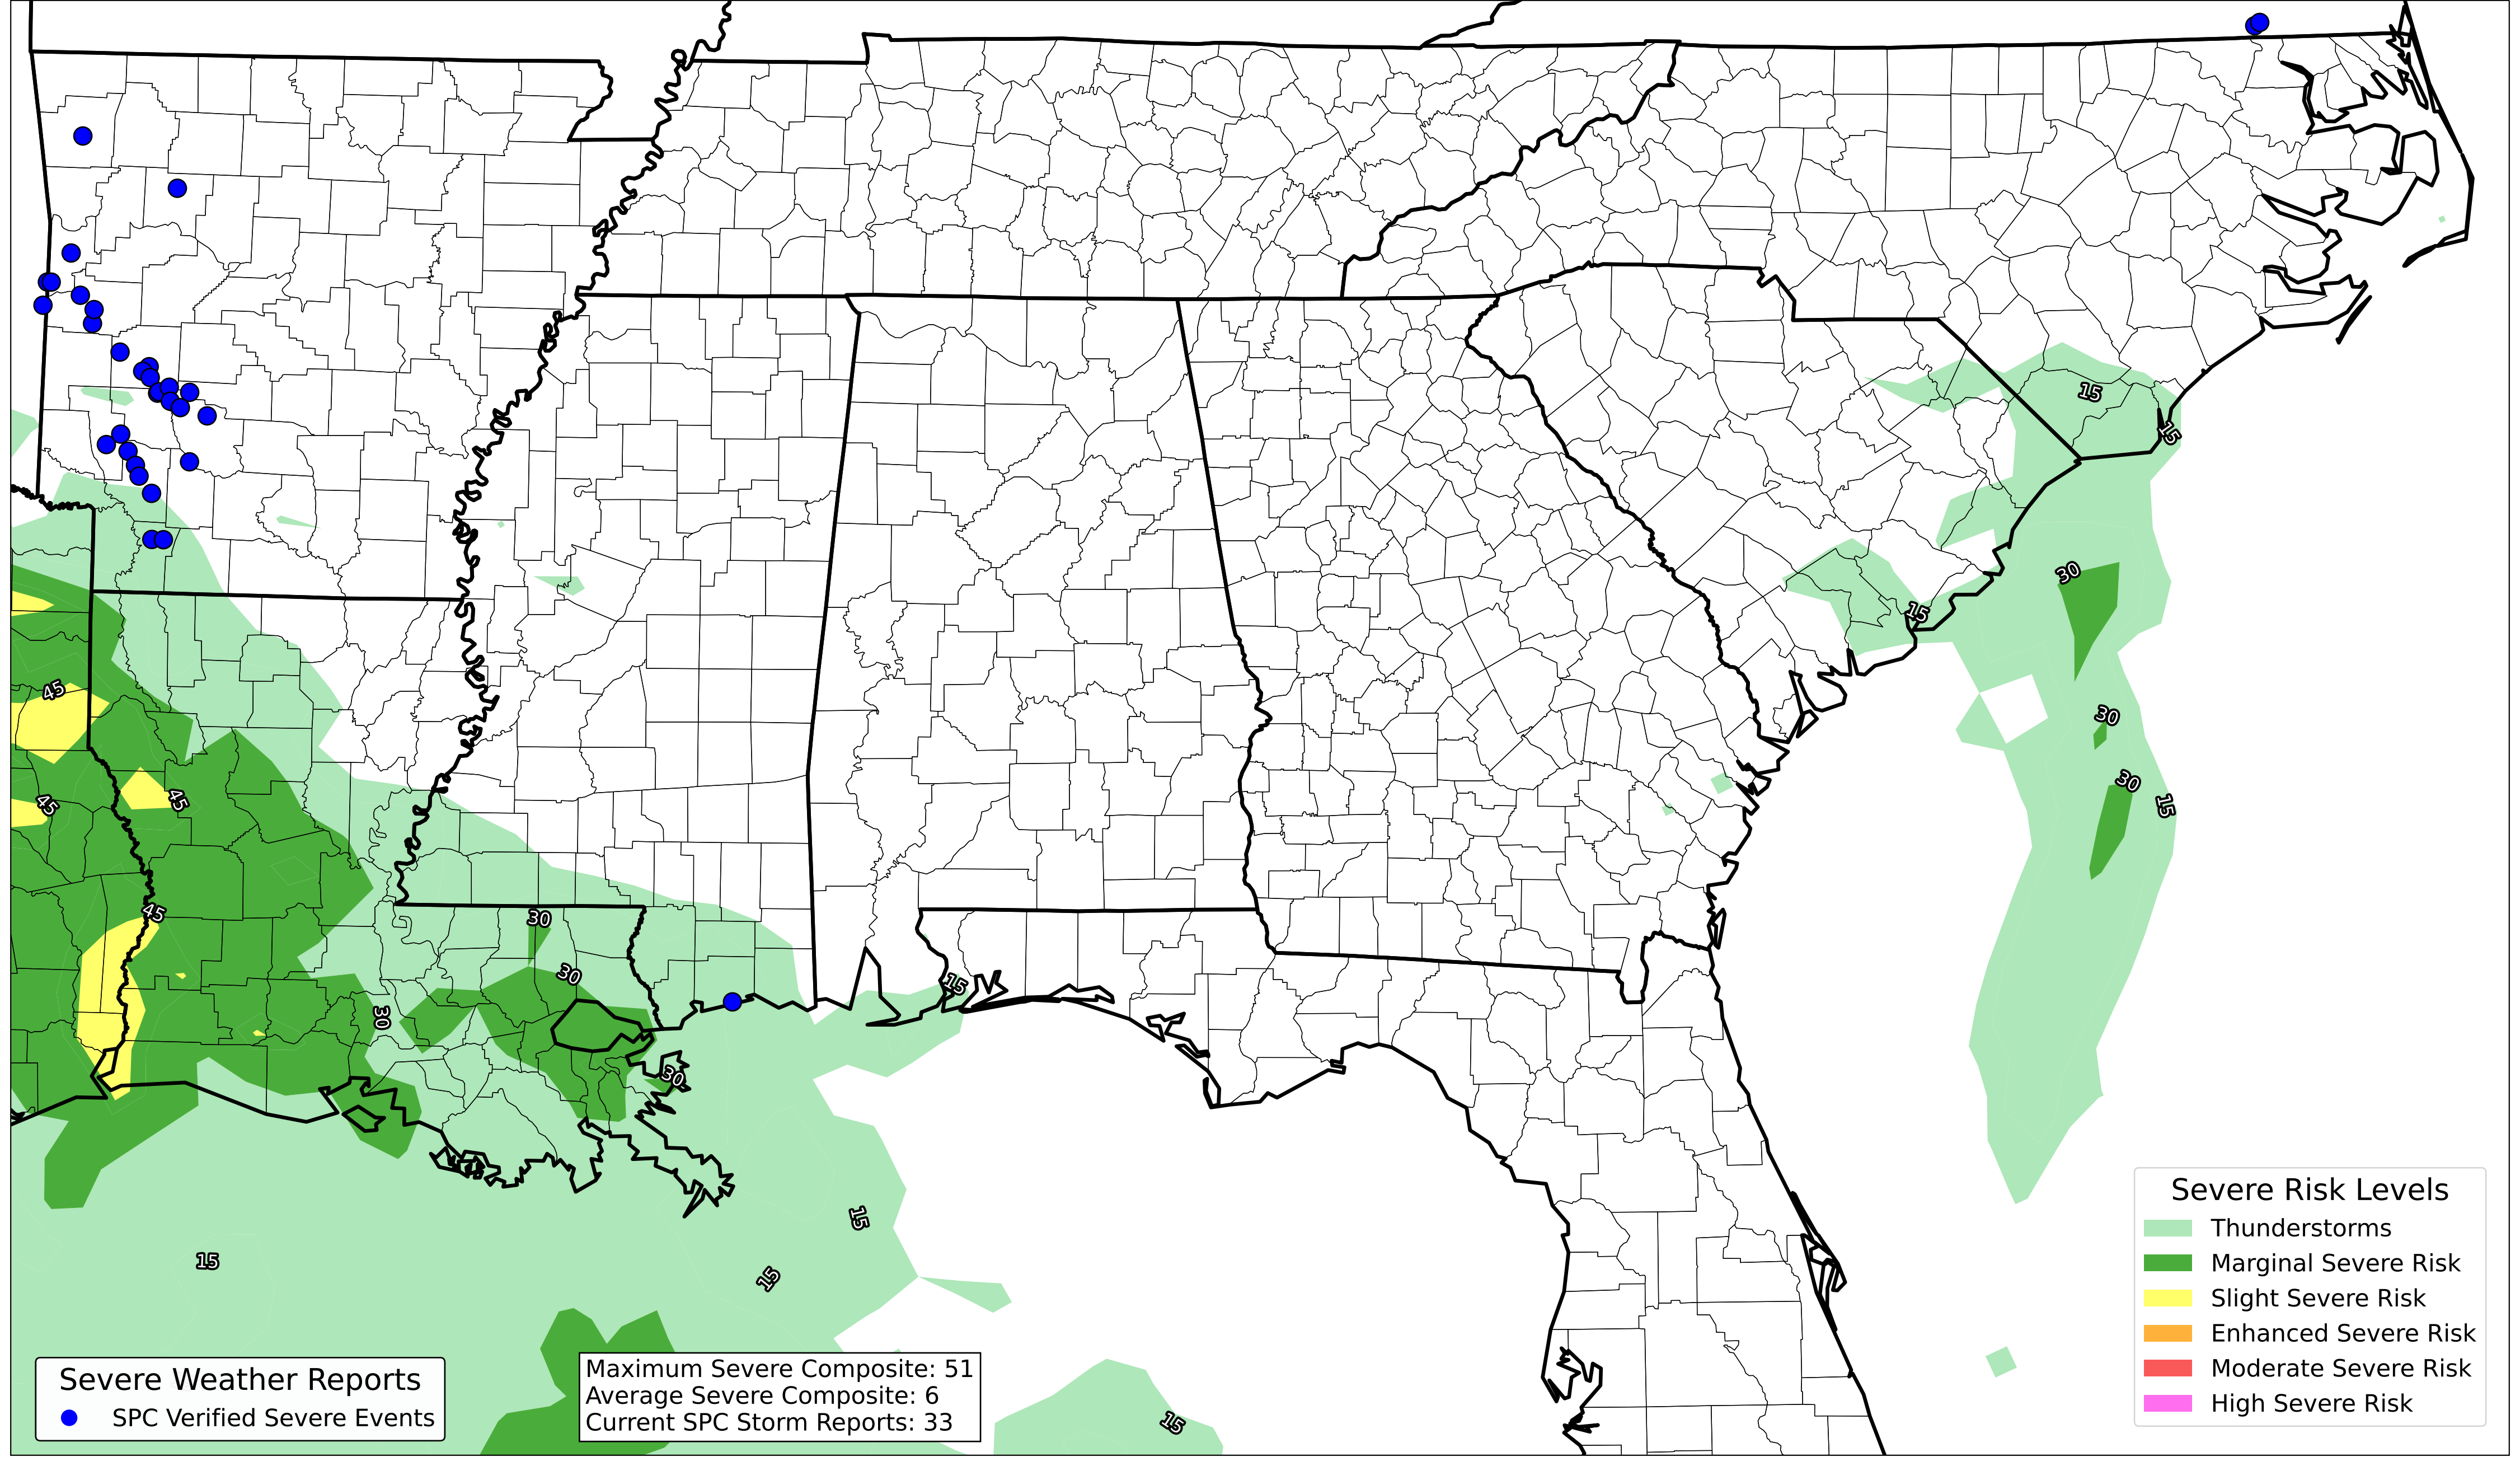 15
15
30
15
45
30
45
45
30
15
45
30
30
15
30
30
15
15
15
15
Severe Risk Levels
Thunderstorms
Marginal Severe Risk
Slight Severe Risk
Enhanced Severe Risk
Moderate Severe Risk
High Severe Risk
Maximum Severe Composite: 51
Average Severe Composite: 6
Current SPC Storm Reports: 33
Severe Weather Reports
SPC Verified Severe Events
15